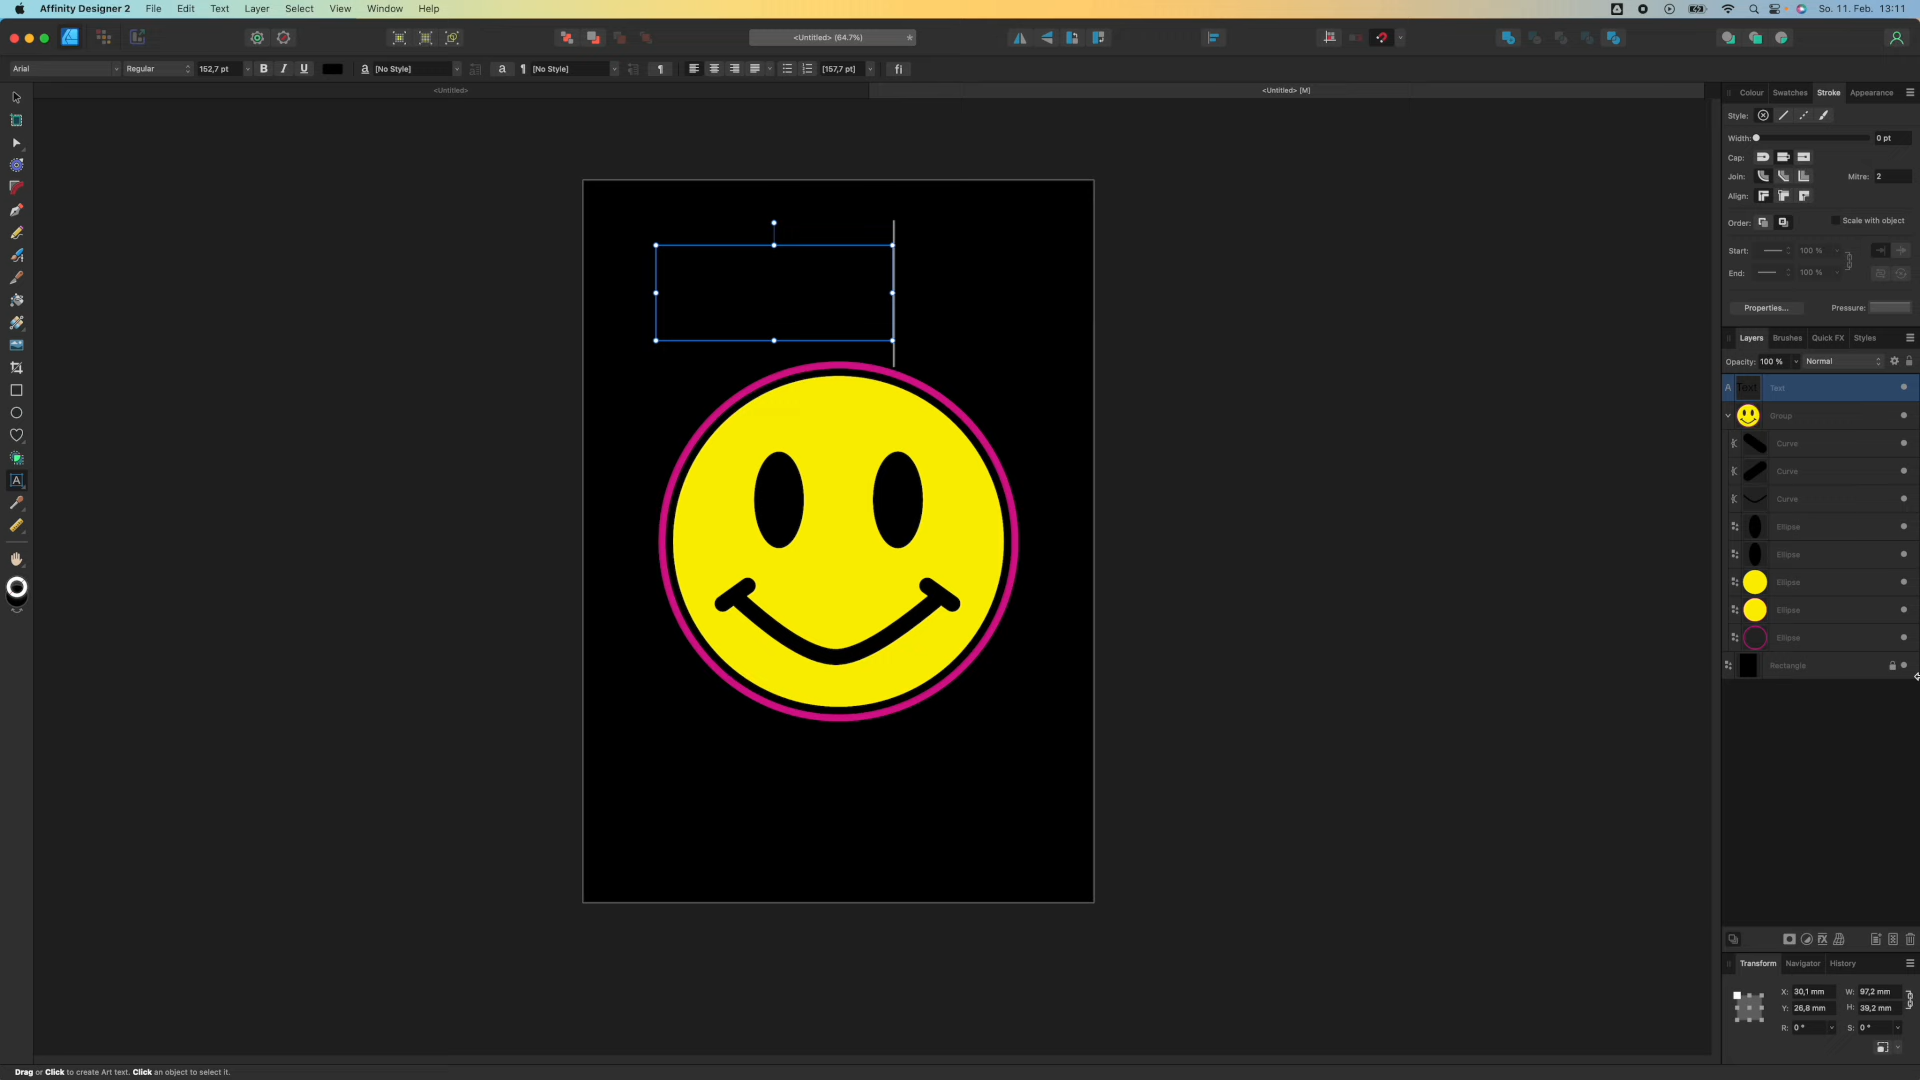 Affinity Designer 2 File Edit Text Layer Select View Window Help So. 11. Feb. 13:11
<Untitled> (64.7%)
Arial Regular 152,7 pt B I U a [No Style] a ¶ [No Style] ¶ [157,7 pt] fi
<Untitled> <Untitled> [M]
Colour Swatches Stroke Appearance
Style:
Width: 0 pt
Cap:
Join: Mitre: 2
Align:
Order: Scale with object
Start: 100 %
End: 100 %
Properties... Pressure:
Layers Brushes Quick FX Styles
Opacity: 100 % Normal
A Text Text
Group
Curve
Curve
Curve
Ellipse
Ellipse
Ellipse
Ellipse
Ellipse
Rectangle
Transform Navigator History
X: 30,1 mm W: 97,2 mm
Y: 26,8 mm H: 39,2 mm
R: 0 ° S: 0 °
Drag or Click to create Art text. Click an object to select it.